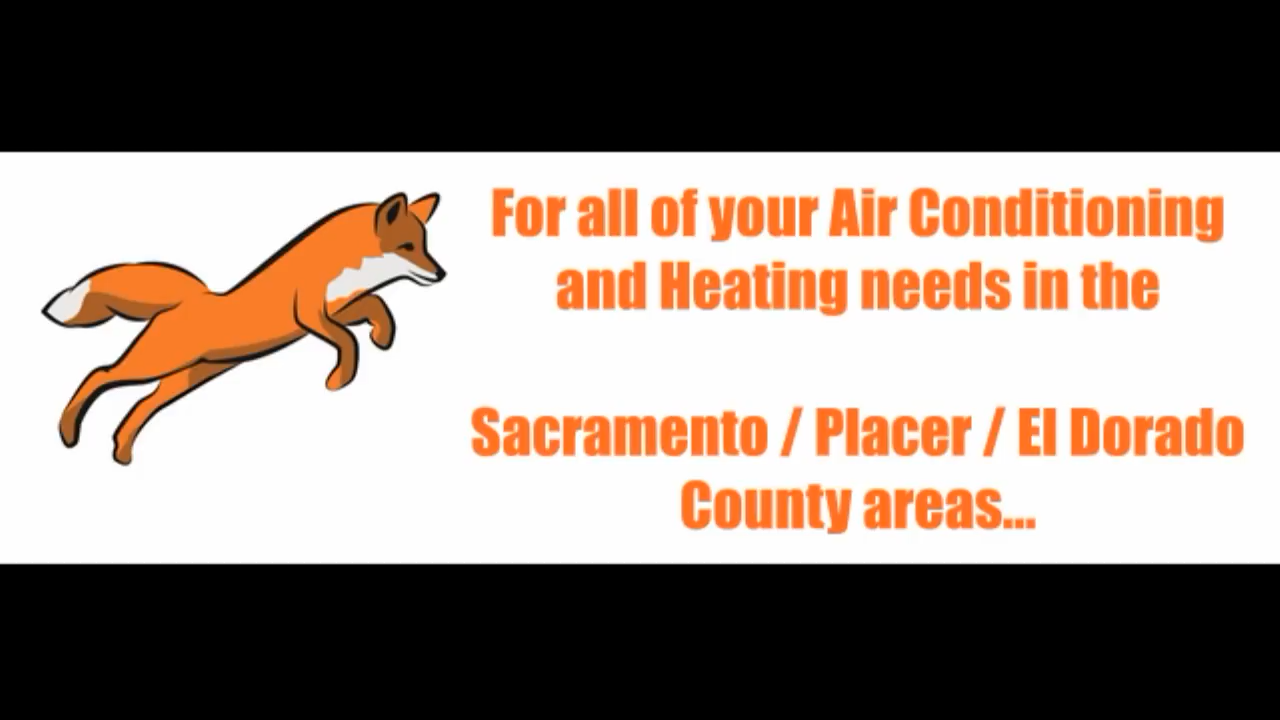 For all of your Air Conditioning
and Heating needs in the
Sacramento / Placer / El Dorado
County areas...